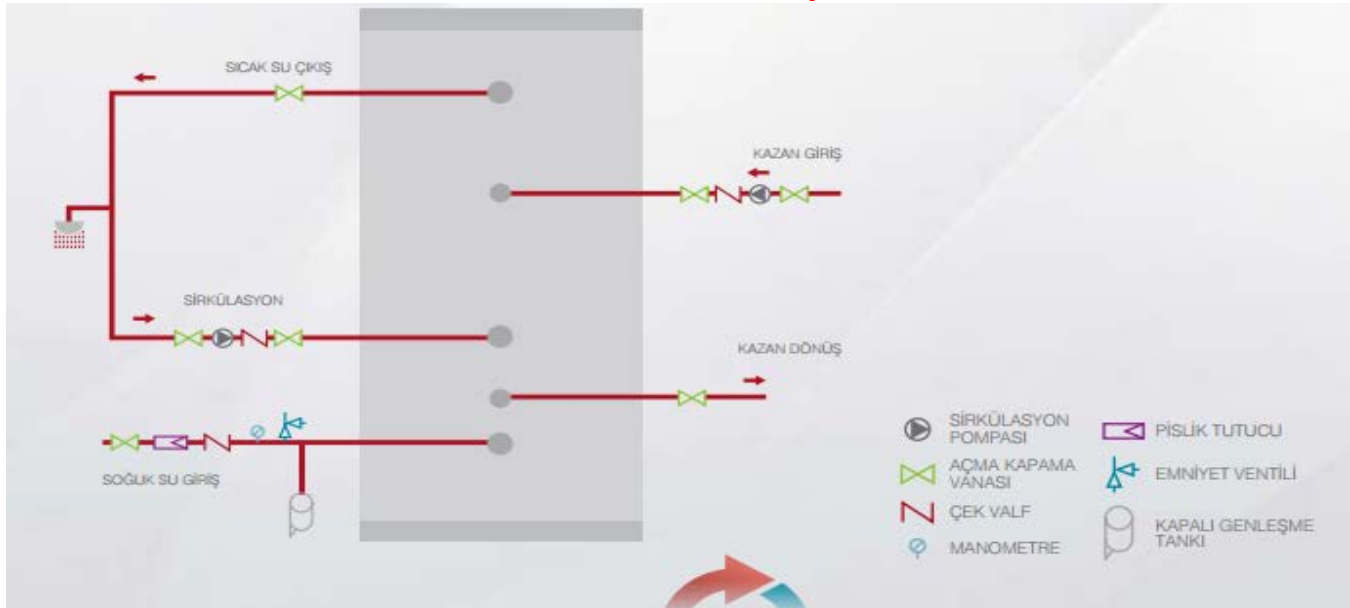 SICAK SU ÇIKIŞ
KAZAN GİRİŞ
SİRKÜLASYON
KAZAN DÖNÜŞ
SOĞUK SU GİRİŞ
SİRKÜLASYON
POMPASI
AÇMA KAPAMA
VANASI
ÇEK VALF
MANOMETRE
PİSLİK TUTUCU
EMNİYET VENTİLİ
KAPALI GENLEŞME
TANKI